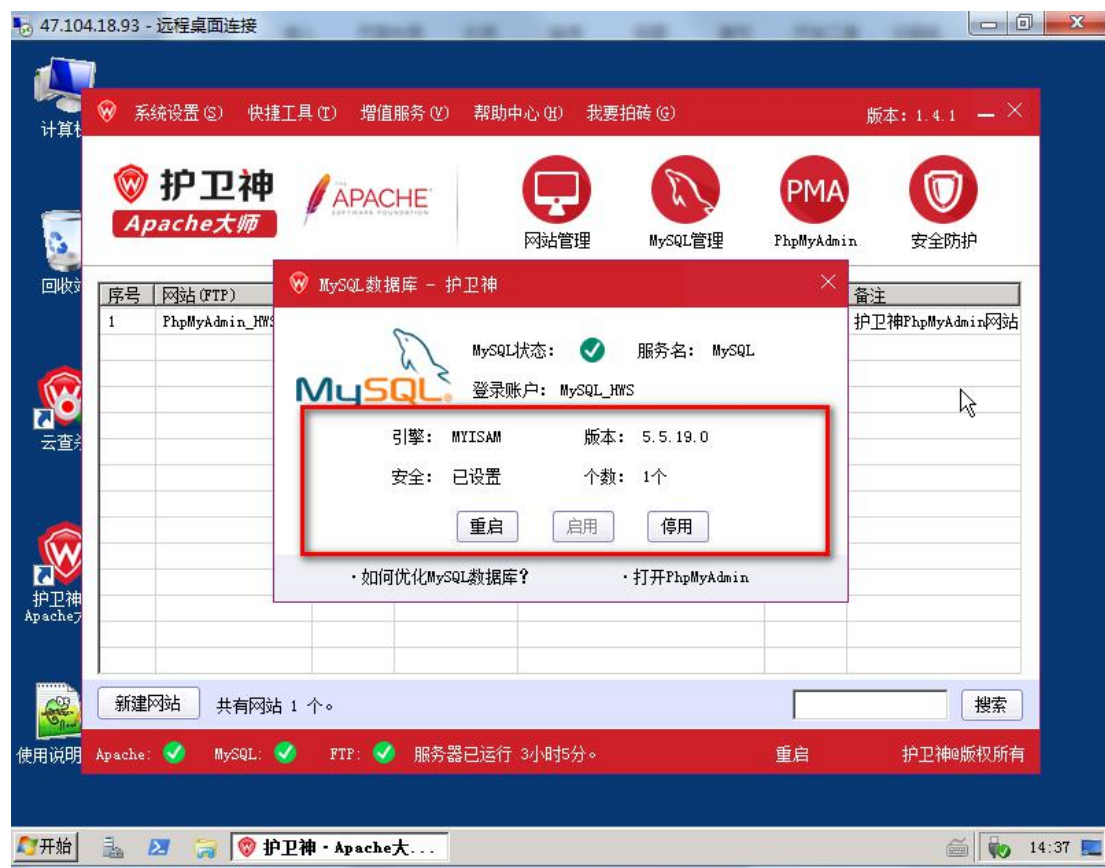 47.104.18.93 - 远程桌面连接
计算机
系统设置(S) 快捷工具(T) 增值服务(V) 帮助中心(H) 我要拍砖(G) 版本：1.4.1
护卫神
Apache大师
THE
APACHE
SOFTWARE FOUNDATION
PMA
网站管理 MySQL管理 PhpMyAdmin 安全防护
回收站
MySQL数据库 - 护卫神
序号 网站(FTP) 备注
1 PhpMyAdmin_HWS 护卫神PhpMyAdmin网站
MySQL状态： 服务名： MySQL
MySQL®
登录账户： MySQL_HWS
云查杀
引擎： MYISAM 版本： 5.5.19.0
安全： 已设置 个数： 1个
重启 启用 停用
·如何优化MySQL数据库? ·打开PhpMyAdmin
护卫神
Apache大
新建网站 共有网站 1 个。 搜索
使用说明
Apache: MySQL: FTP: 服务器已运行 3小时5分。 重启 护卫神@版权所有
开始 护卫神·Apache大... 14:37